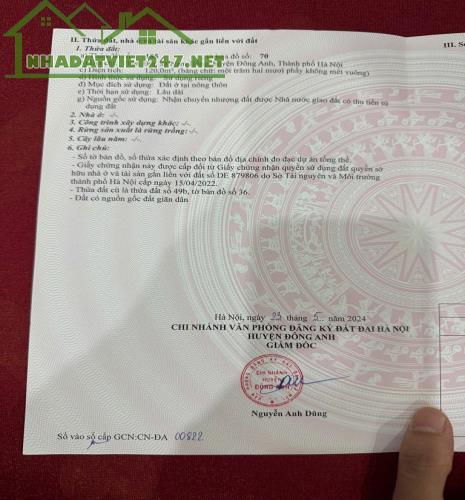 NHADATVIET247.NET
II. Thửa đất, nhà ở và tài sản khác gắn liền với đất
III. S
1. Thửa đất:
đồ số: 70
Đông Anh, Thành phố Hà Nội
c) Diện tích: 120,0m², (bằng chữ: một trăm hai mươi phẩy không mét vuông)
Sử dụng riêng
đ) Mục đích sử dụng: Đất ở tại nông thôn
e) Thời hạn sử dụng: Lâu dài
g) Nguồn gốc sử dụng: Nhận chuyển nhượng đất được Nhà nước giao đất có thu tiền sử
dụng đất
2. Nhà ở: -/-
3. Công trình xây dựng khác: -/-
4. Rừng sản xuất là rừng trồng: -/-
5. Cây lâu năm: -/-
6. Ghi chú:
- Số tờ bản đồ, số thửa xác định theo bản đồ địa chính đo đạc dự án tổng thể.
- Giấy chứng nhận này được cấp đổi từ Giấy chứng nhận quyền sử dụng đất quyền sở
hữu nhà ở và tài sản gắn liền với đất số DE 879806 do Sở Tài nguyên và Môi trường
thành phố Hà Nội cấp ngày 15/04/2022.
- Thửa đất cũ là thửa đất số 49b, tờ bản đồ số 36.
- Đất có nguồn gốc đất giãn dân
Hà Nội, ngày 23 tháng 5 năm 2024
CHI NHÁNH VĂN PHÒNG ĐĂNG KÝ ĐẤT ĐAI HÀ NỘI
HUYỆN ĐÔNG ANH
GIÁM ĐỐC
CHI NHÁNH
HUYỆN
ĐÔNG ANH
Nguyễn Anh Dũng
Số vào sổ cấp GCN:CN-ĐA 00822